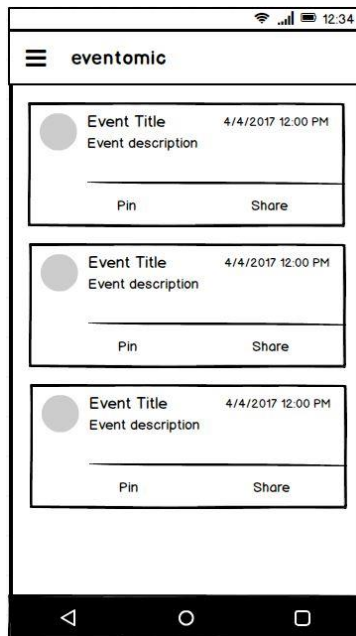 12:34
eventomic
Event Title 4/4/2017 12:00 PM
Event description
Pin Share
Event Title 4/4/2017 12:00 PM
Event description
Pin Share
Event Title 4/4/2017 12:00 PM
Event description
Pin Share